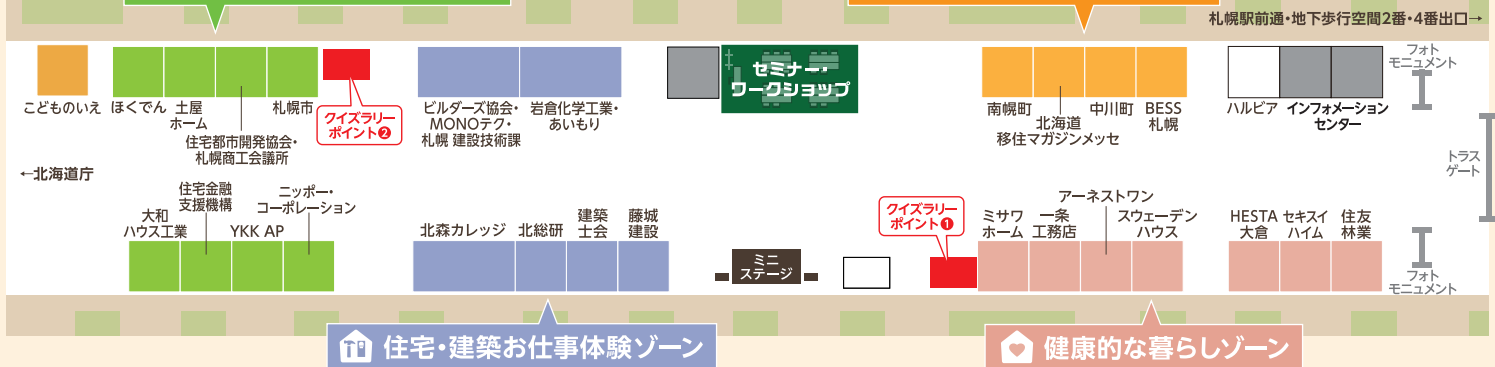 札幌駅前通・地下歩行空間2番・4番出口→
こどものいえ
ほくでん
土屋
ホーム
住宅都市開発協会・
札幌商工会議所
札幌市
クイズラリー
ポイント❷
ビルダーズ協会・
MONOテク・
札幌 建設技術課
岩倉化学工業・
あいもり
セミナー・
ワークショップ
南幌町
北海道
移住マガジンメッセ
中川町
BESS
札幌
ハルビア
インフォメーション
センター
フォト
モニュメント
トラス
ゲート
←北海道庁
大和
ハウス工業
住宅金融
支援機構
YKK AP
ニッポー・
コーポレーション
北森カレッジ
北総研
建築
士会
藤城
建設
ミニ
ステージ
クイズラリー
ポイント❶
ミサワ
ホーム
一条
工務店
アーネストワン
スウェーデン
ハウス
HESTA
大倉
セキスイ
ハイム
住友
林業
フォト
モニュメント
住宅・建築お仕事体験ゾーン
健康的な暮らしゾーン